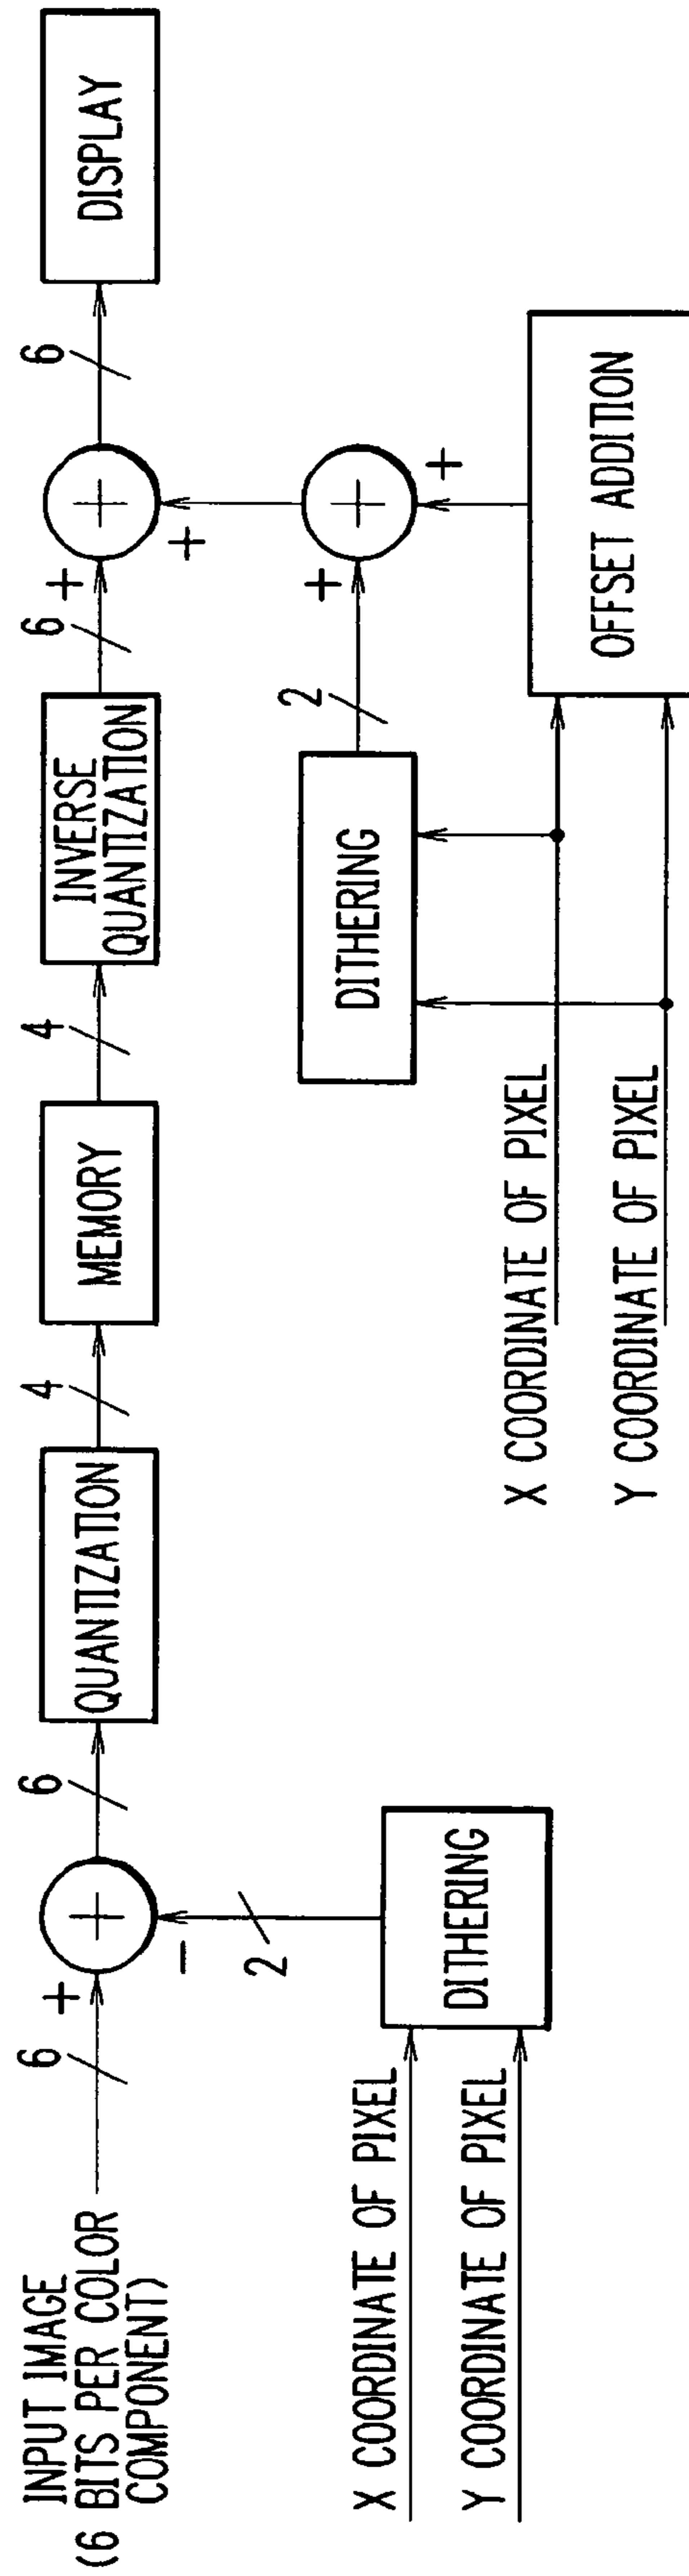 INPUT IMAGE
(6 BITS PER COLOR
COMPONENT)
6
+
-
2
6
QUANTIZATION
4
MEMORY
4
INVERSE
QUANTIZATION
6
+
+
6
DISPLAY
X COORDINATE OF PIXEL
Y COORDINATE OF PIXEL
DITHERING
DITHERING
2
+
+
X COORDINATE OF PIXEL
Y COORDINATE OF PIXEL
OFFSET ADDITION